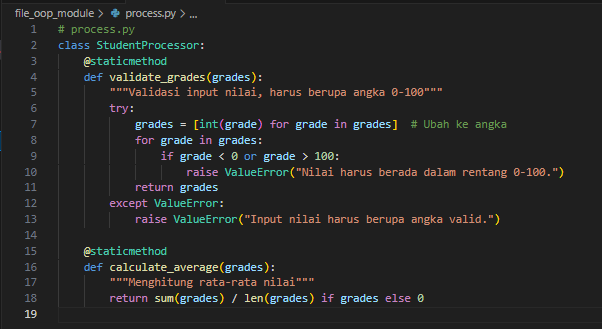 file_oop_module > process.py > ...
1 # process.py
2 class StudentProcessor:
3     @staticmethod
4     def validate_grades(grades):
5         """Validasi input nilai, harus berupa angka 0-100"""
6         try:
7             grades = [int(grade) for grade in grades]  # Ubah ke angka
8             for grade in grades:
9                 if grade < 0 or grade > 100:
10                     raise ValueError("Nilai harus berada dalam rentang 0-100.")
11             return grades
12         except ValueError:
13             raise ValueError("Input nilai harus berupa angka valid.")
14
15     @staticmethod
16     def calculate_average(grades):
17         """Menghitung rata-rata nilai"""
18         return sum(grades) / len(grades) if grades else 0
19